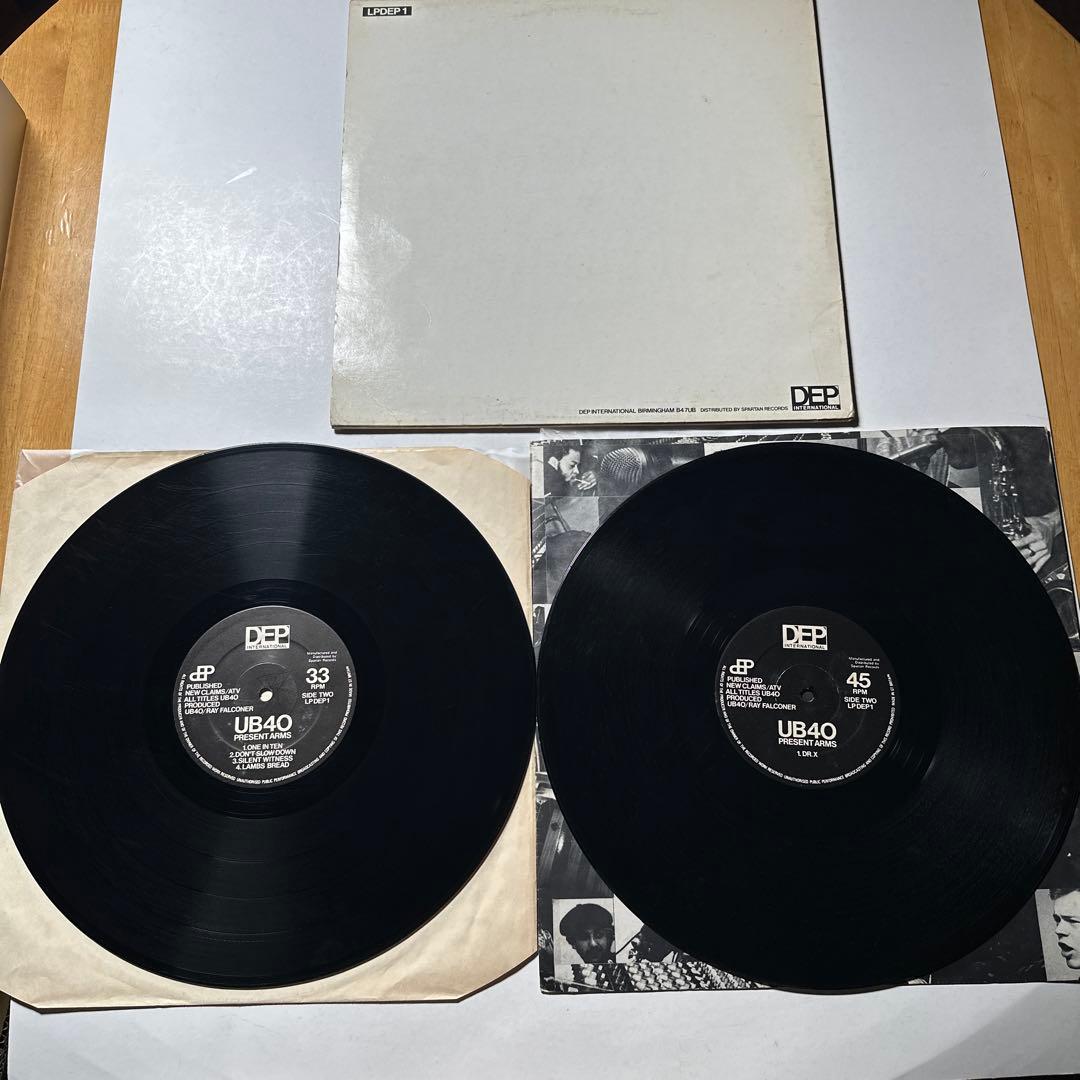 LPDEP 1
DEP
INTERNATIONAL
DEP INTERNATIONAL BIRMINGHAM B4 7UB DISTRIBUTED BY SPARTAN RECORDS
DEP
INTERNATIONAL
Manufactured and
Distributed by
Spartan Records
DEP
PUBLISHED
NEW CLAIMS/ATV
ALL TITLES UB40
PRODUCED
UB40/RAY FALCONER
33
RPM
SIDE TWO
LPDEP1
UB40
PRESENT ARMS
1.ONE IN TEN
2.DON'T SLOW DOWN
3.SILENT WITNESS
4.LAMBS BREAD
DEP
INTERNATIONAL
Manufactured and
Distributed by
Spartan Records
DEP
PUBLISHED
NEW CLAIMS/ATV
ALL TITLES UB40
PRODUCED
UB40/RAY FALCONER
45
RPM
SIDE TWO
LPDEP1
UB40
PRESENT ARMS
1. DR.X